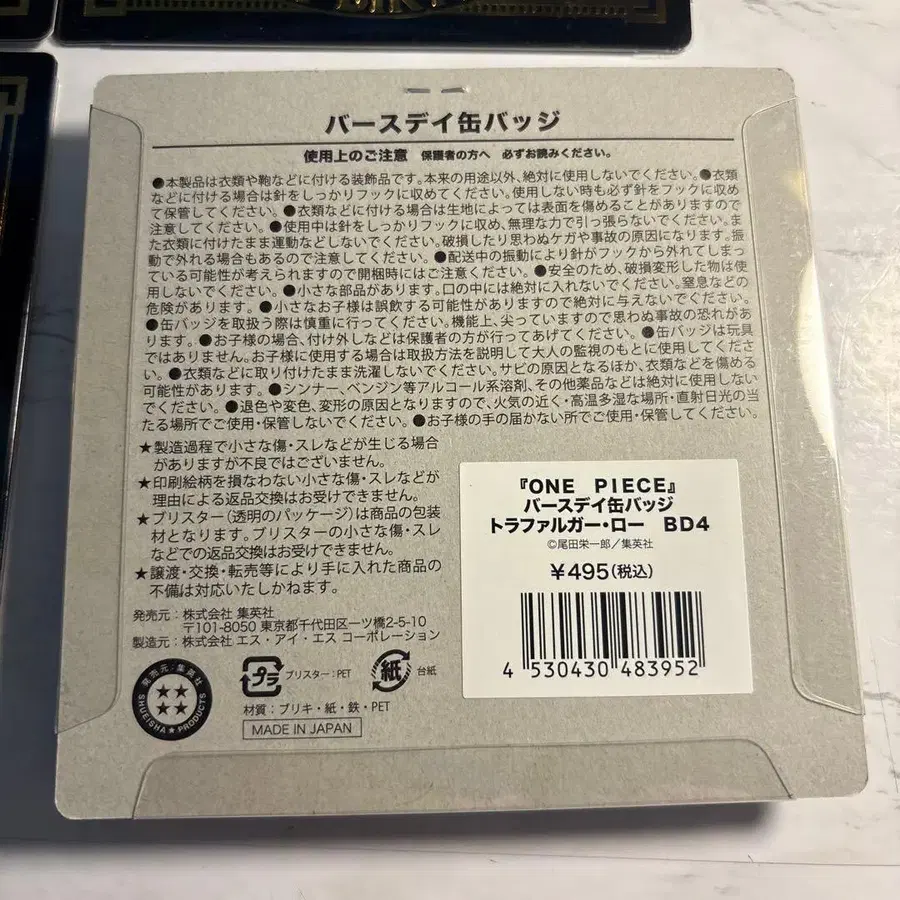 バースデイ缶バッジ
使用上のご注意 保護者の方へ 必ずお読みください。
●本製品は衣類や鞄などに付ける装飾品です。本来の用途以外、絶対に使用しないでください。●衣類
などに付ける場合は針をしっかりフックに収めてください。使用しない時も必ず針をフックに収め
て保管してください。●衣類などに付ける場合は生地によっては表面を傷めることがありますので
注意してください。●使用中は針をしっかりフックに収め、無理な力で引っ張らないでください。ま
た衣類に付けたまま運動などしないでください。破損したり思わぬケガや事故の原因になります。振
動で外れる場合もあるので注意してください。●配送中の振動により針がフックから外れてしまっ
ている可能性が考えられますので開梱時にはご注意ください。●安全のため、破損変形した物は使
用しないでください。●小さな部品があります。口の中には絶対に入れないでください。窒息などの
危険があります。●小さなお子様は誤飲する可能性がありますので絶対に与えないでください。
●缶バッジを取扱う際は慎重に行ってください。機能上、尖っていますので思わぬ事故の恐れがあ
ります。●お子様の場合、付け外しなどは保護者の方が行ってあげてください。●缶バッジは玩具
ではありません。お子様に使用する場合は取扱方法を説明して大人の監視のもとに使用してくださ
い。●衣類などに取り付けたまま洗濯しないでください。サビの原因となるほか、衣類などを傷める
可能性があります。●シンナー、ベンジン等アルコール系溶剤、その他薬品などは絶対に使用しない
でください。●退色や変色、変形の原因となりますので、火気の近く・高温多湿な場所・直射日光の当
たる場所でご使用・保管しないでください。●お子様の手の届かない所でご使用・保管してください。
★製造過程で小さな傷・スレなどが生じる場合
がありますが不良ではございません。
★印刷絵柄を損なわない小さな傷・スレなどが
理由による返品交換はお受けできません。
★ブリスター(透明のパッケージ)は商品の包装
材となります。ブリスターの小さな傷・スレ
などでの返品交換はお受けできません。
★譲渡・交換・転売等により手に入れた商品の
不備は対応いたしかねます。
発売元:株式会社 集英社
〒101-8050 東京都千代田区一ツ橋2-5-10
製造元:株式会社 エス・アイ・エス コーポレーション
発売元:集英社
SHUEISHA★PRODUCTS
プラ
ブリスター:PET
紙
台紙
材質:ブリキ・紙・鉄・PET
MADE IN JAPAN
『ONE PIECE』
バースデイ缶バッジ
トラファルガー・ロー BD4
©尾田栄一郎/集英社
¥495(税込)
4 530430 483952